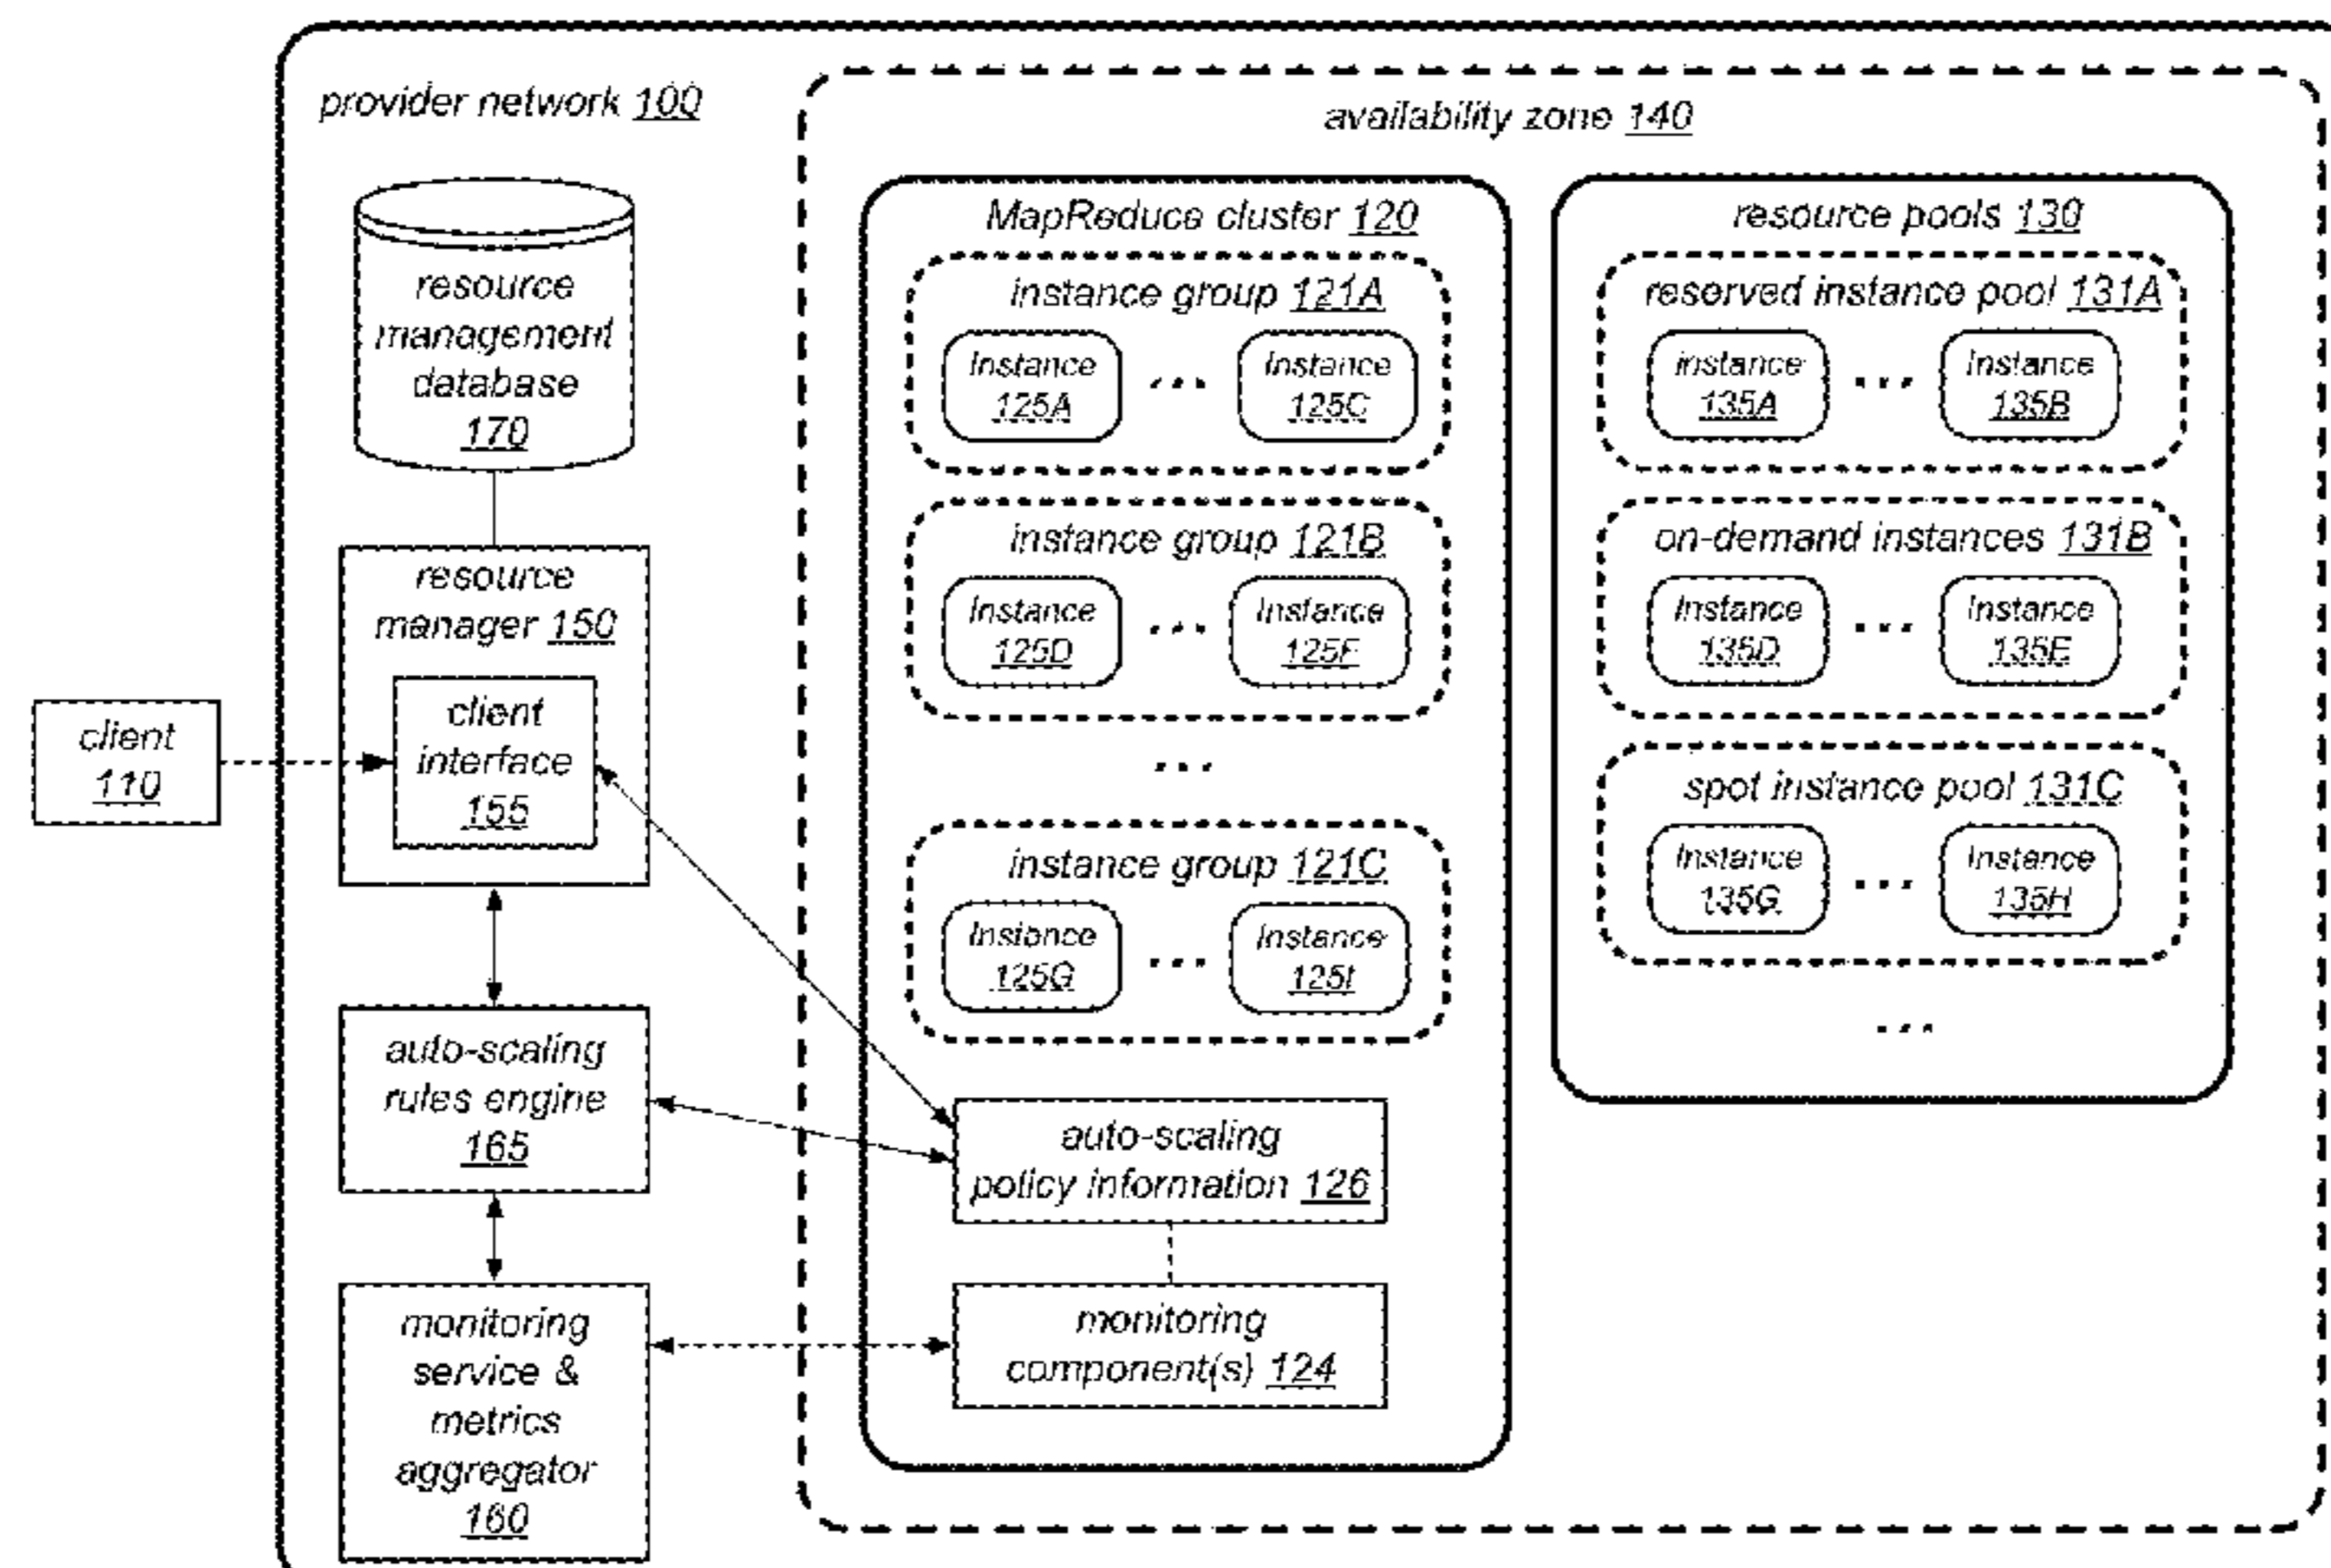 provider network 100
availability zone 140
resource
management
database
170
resource
manager 150
client
interface
155
client
110
auto-scaling
rules engine
165
monitoring
service &
metrics
aggregator
160
MapReduce cluster 120
instance group 121A
Instance
125A
...
Instance
125C
instance group 121B
Instance
125D
...
Instance
125F
...
instance group 121C
Instance
125G
...
Instance
125I
auto-scaling
policy information 126
monitoring
component(s) 124
resource pools 130
reserved instance pool 131A
instance
135A
...
Instance
135B
on-demand instances 131B
Instance
135D
...
Instance
135E
spot instance pool 131C
Instance
135G
...
Instance
135H
...